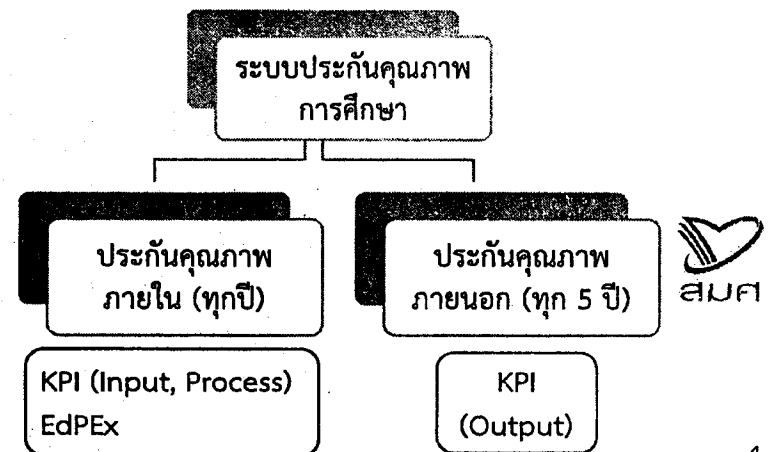 ระบบประกันคุณภาพ
การศึกษา
ประกันคุณภาพ
ภายใน (ทุกปี)
ประกันคุณภาพ
ภายนอก (ทุก 5 ปี)
สมศ
KPI (Input, Process)
EdPEx
KPI
(Output)